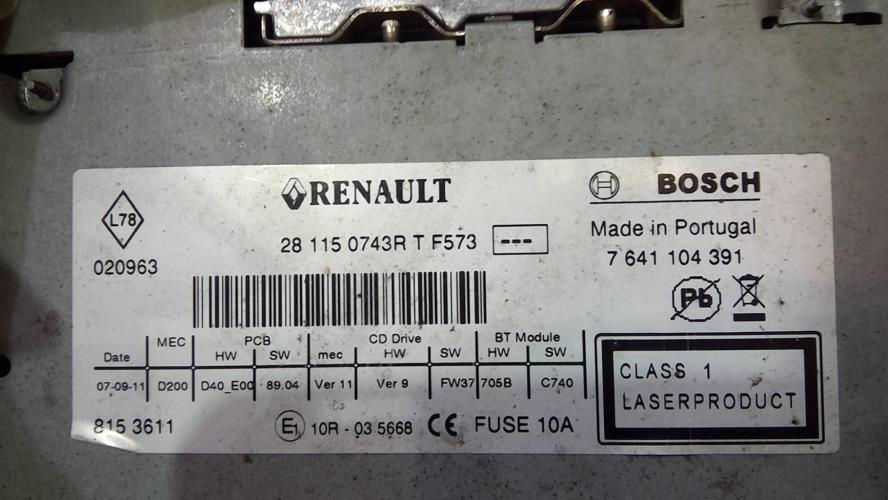 RENAULT
BOSCH
L78
28 115 0743R T F573 ---
Made in Portugal
020963
7 641 104 391
Pb
MEC PCB CD Drive BT Module
Date HW SW mec HW SW HW SW
07-09-11 D200 D40_E00 89.04 Ver 11 Ver 9 FW37 705B C740
CLASS 1
LASERPRODUCT
815 3611 E1 10R - 03 5668 CE FUSE 10A